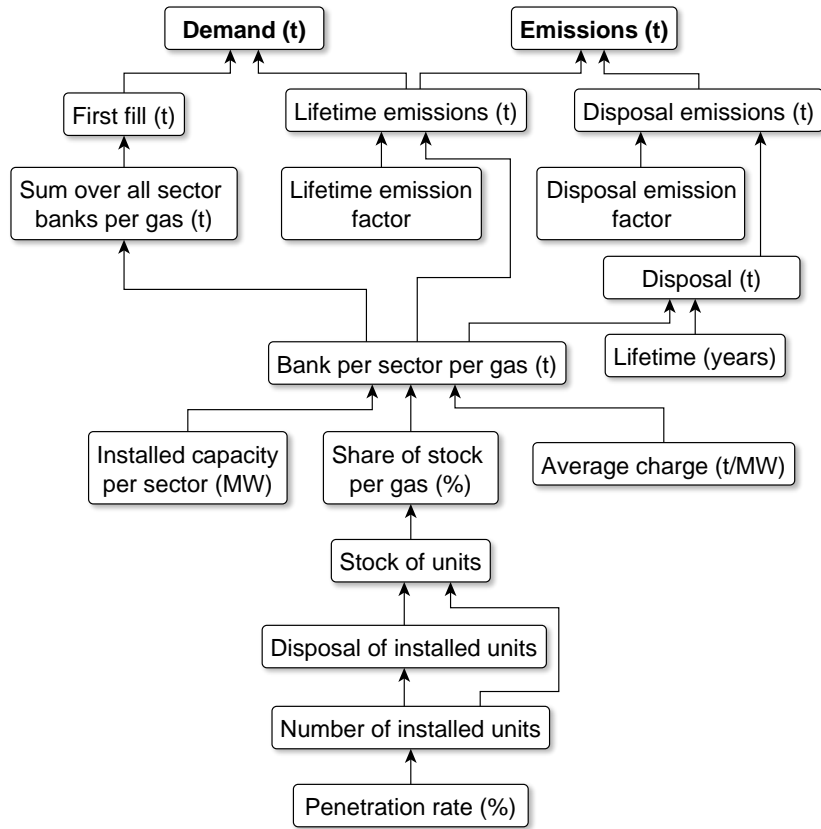 Demand (t)
Emissions (t)
First fill (t)
Lifetime emissions (t)
Disposal emissions (t)
Sum over all sector
banks per gas (t)
Lifetime emission
factor
Disposal emission
factor
Disposal (t)
Bank per sector per gas (t)
Lifetime (years)
Installed capacity
per sector (MW)
Share of stock
per gas (%)
Average charge (t/MW)
Stock of units
Disposal of installed units
Number of installed units
Penetration rate (%)